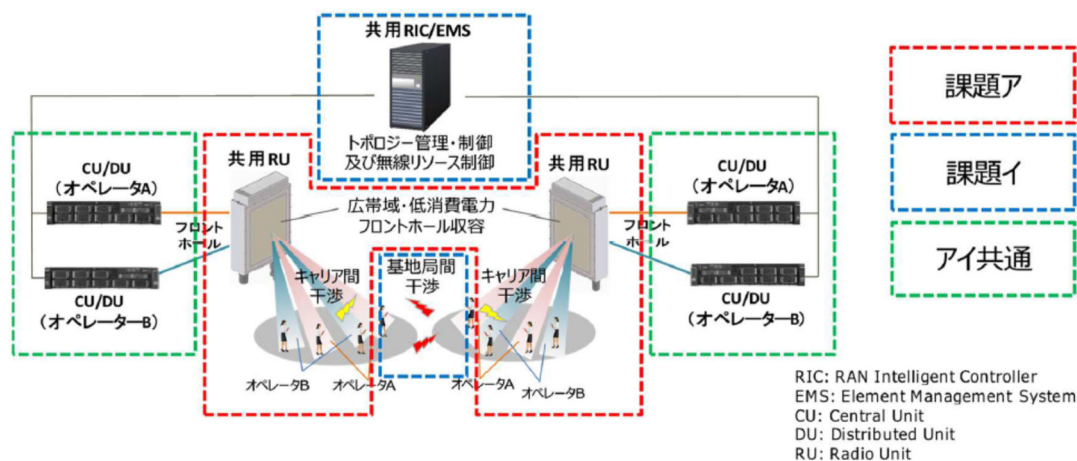 共用RIC/EMS
トポロジー管理・制御
及び無線リソース制御
CU/DU
(オペレータA)
フロント
ホール
CU/DU
(オペレーターB)
共用RU
広帯域・低消費電力
フロントホール収容
共用RU
キャリア間
干渉
基地局間
干渉
キャリア間
干渉
オペレータB
オペレータA
オペレータA
オペレータB
CU/DU
(オペレータA)
フロント
ホール
CU/DU
(オペレーターB)
課題ア
課題イ
アイ共通
RIC: RAN Intelligent Controller
EMS: Element Management System
CU: Central Unit
DU: Distributed Unit
RU: Radio Unit